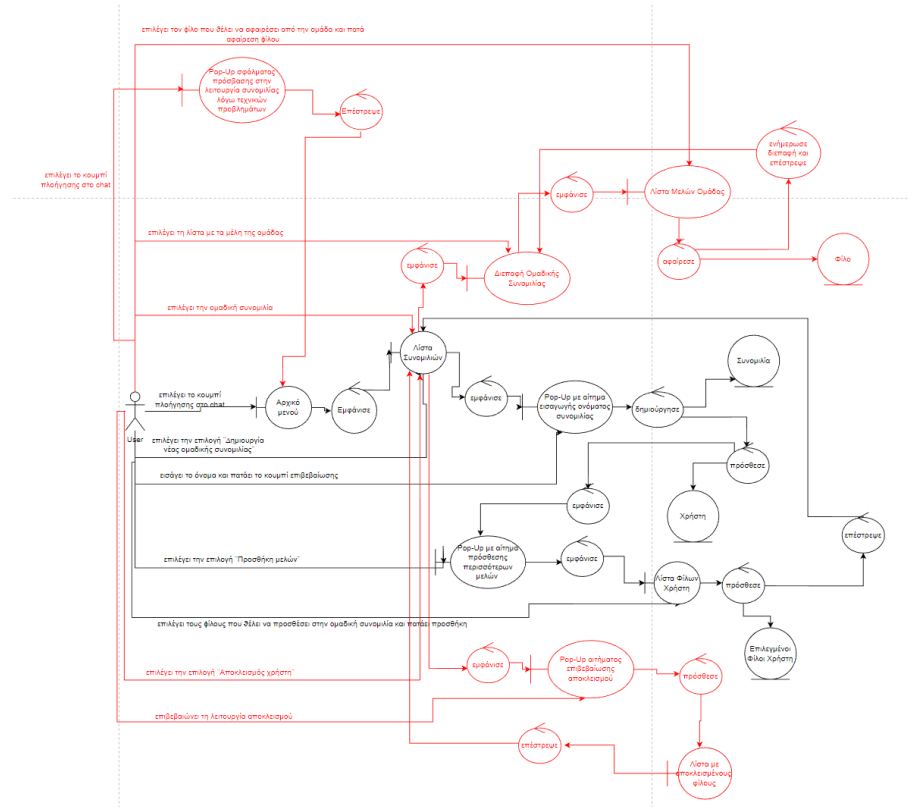 επιλέγει τον φίλο που θέλει να αφαιρέσει από την ομάδα και πατά
αφαίρεση φίλου
Pop-Up σφάλματος
πρόσβασης στην
λειτουργία συνομιλίας
λόγω τεχνικών
προβλημάτων
Επέστρεψε
ενήμερωσε
διεπαφή και
επέστρεψε
επιλέγει το κουμπί
πλοήγησης στο chat
εμφάνισε
Λίστα Μελών Ομάδας
επιλέγει τη λίστα με τα μέλη της ομάδας
εμφάνισε
Διεπαφή Ομαδικής
Συνομιλίας
αφαίρεσε
Φίλο
επιλέγει την ομαδική συνομιλία
Λίστα
Συνομιλιών
Συνομιλία
επιλέγει το κουμπί
πλοήγησης στο chat
Αρχικό
μενού
Εμφάνισε
εμφάνισε
Pop-Up με αίτημα
εισαγωγής ονόματος
συνομιλίας
δημιούργησε
User
επιλέγει την επιλογή "Δημιουργία
νέας ομαδικής συνομιλίας"
πρόσθεσε
εισάγει το όνομα και πατάει το κουμπί επιβεβαίωσης
εμφάνισε
Χρήστη
επέστρεψε
επιλέγει την επιλογή "Προσθήκη μελών"
Pop-Up με αίτημα
πρόσθεσης
περισσότερων
μελών
εμφάνισε
Λίστα Φίλων
Χρήστη
πρόσθεσε
επιλέγει τους φίλους που θέλει να προσθέσει στην ομαδική συνομιλία και πατάει προσθήκη
Επιλεγμένοι
Φίλοι Χρήστη
επιλέγει την επιλογή "Αποκλεισμός χρήστη"
εμφάνισε
Pop-Up αιτήματος
επιβεβαίωσης
αποκλεισμού
πρόσθεσε
επιβεβαιώνει τη λειτουργία αποκλεισμού
επέστρεψε
Λίστα με
αποκλεισμένους
φίλους